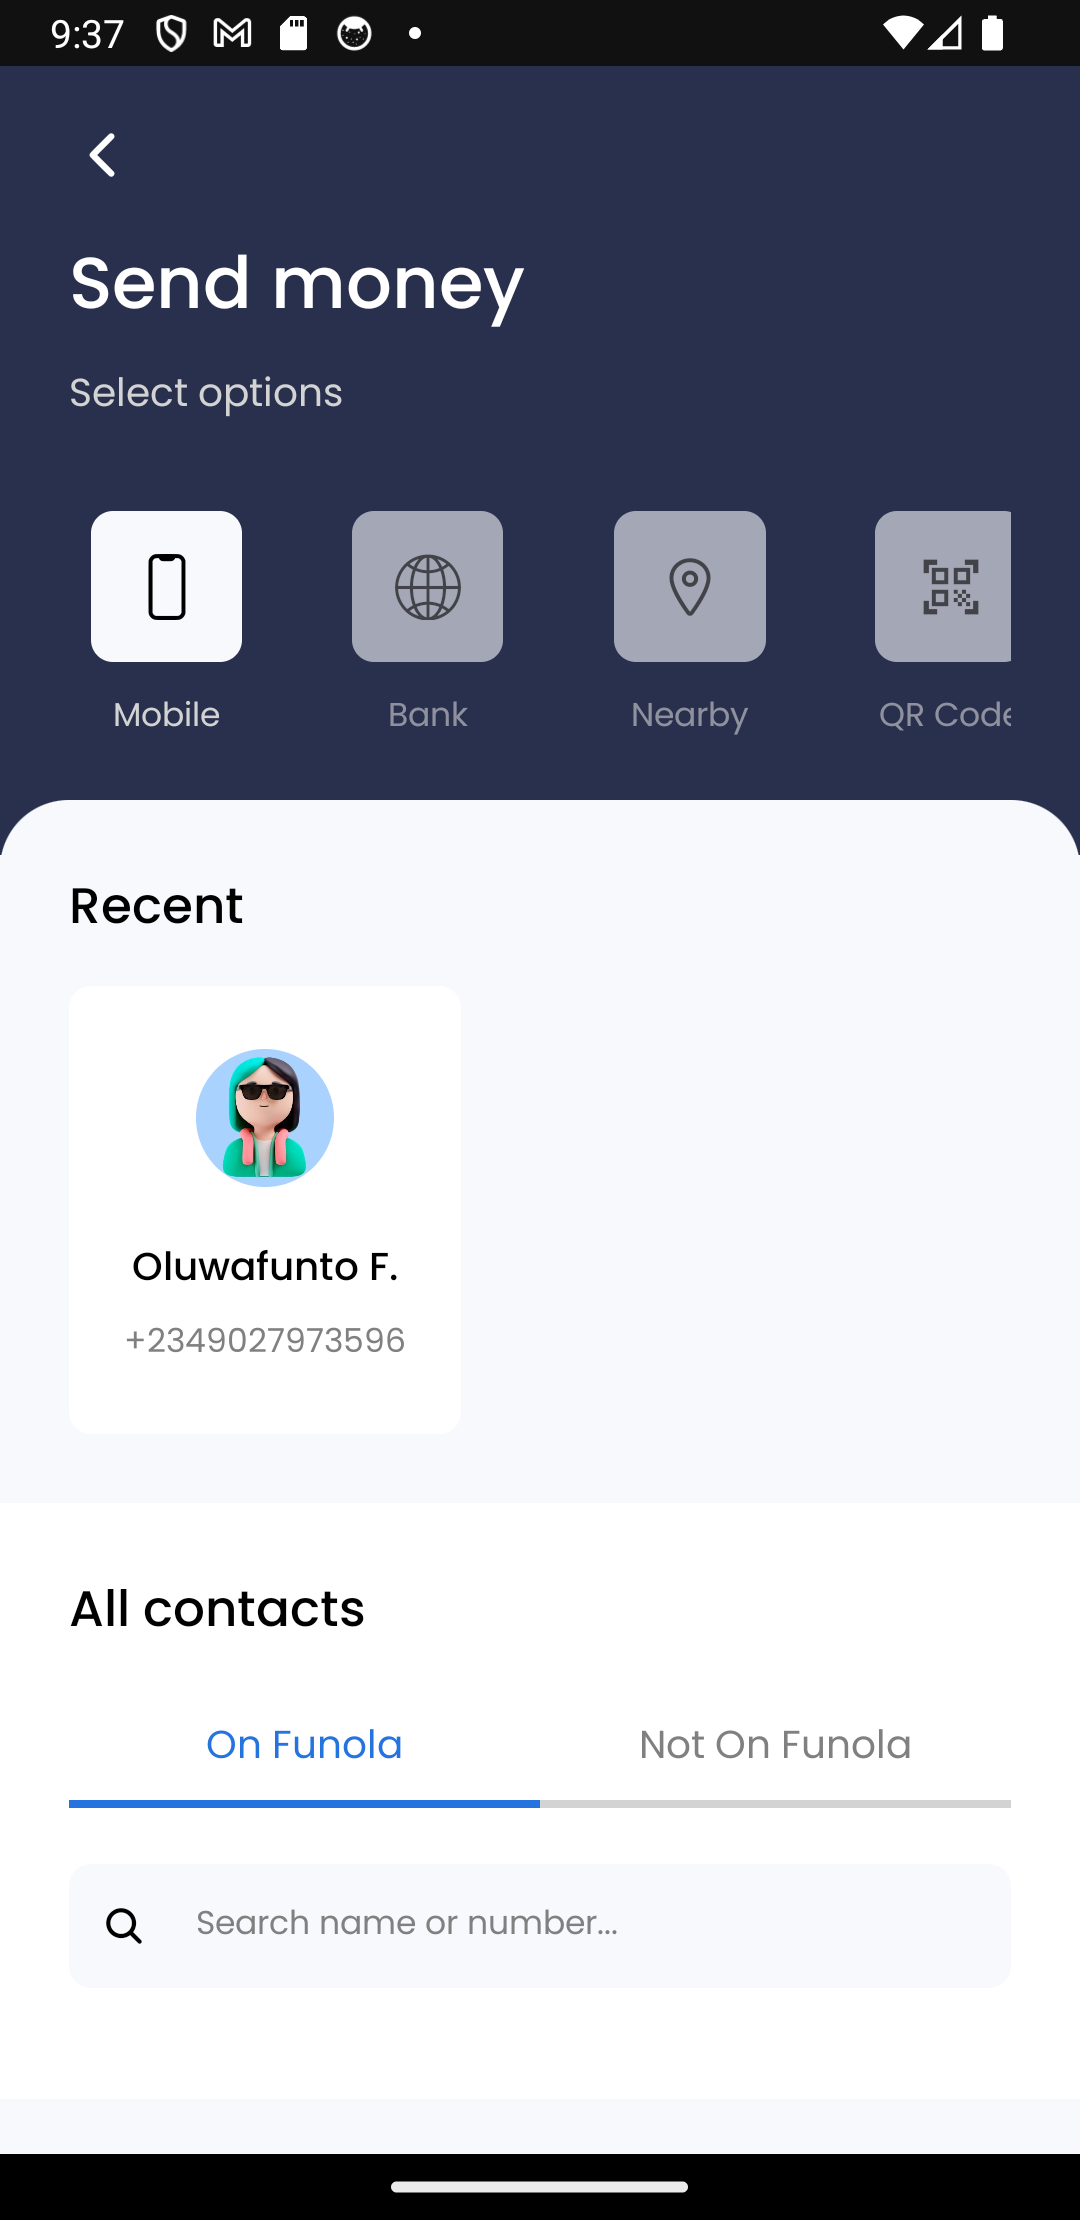 9:37
Send money
Select options
Mobile
Bank
Nearby
QR Code
Recent
Oluwafunto F.
+2349027973596
All contacts
On Funola
Not On Funola
Search name or number...